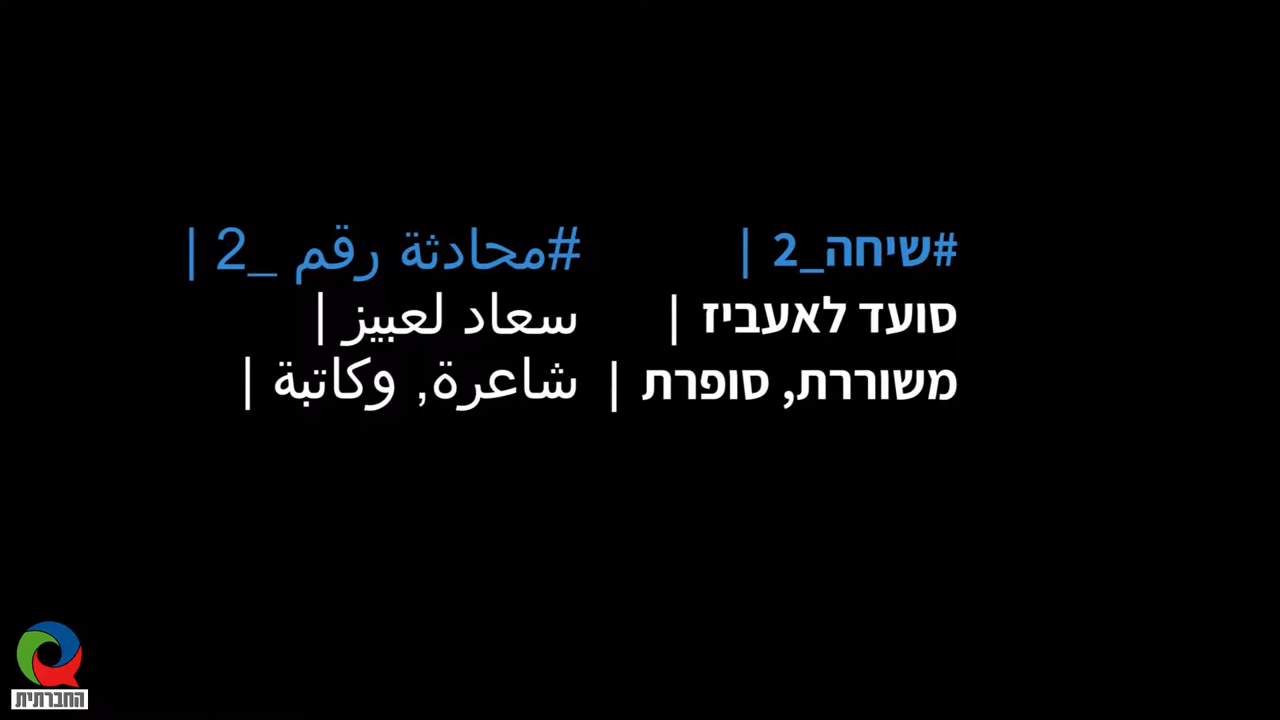 #שיחה_2 |
סועד לאעביז |
משוררת, סופרת |
#محادثة رقم _2 |
سعاد لعبيز |
شاعرة, وكاتبة |
החברתית